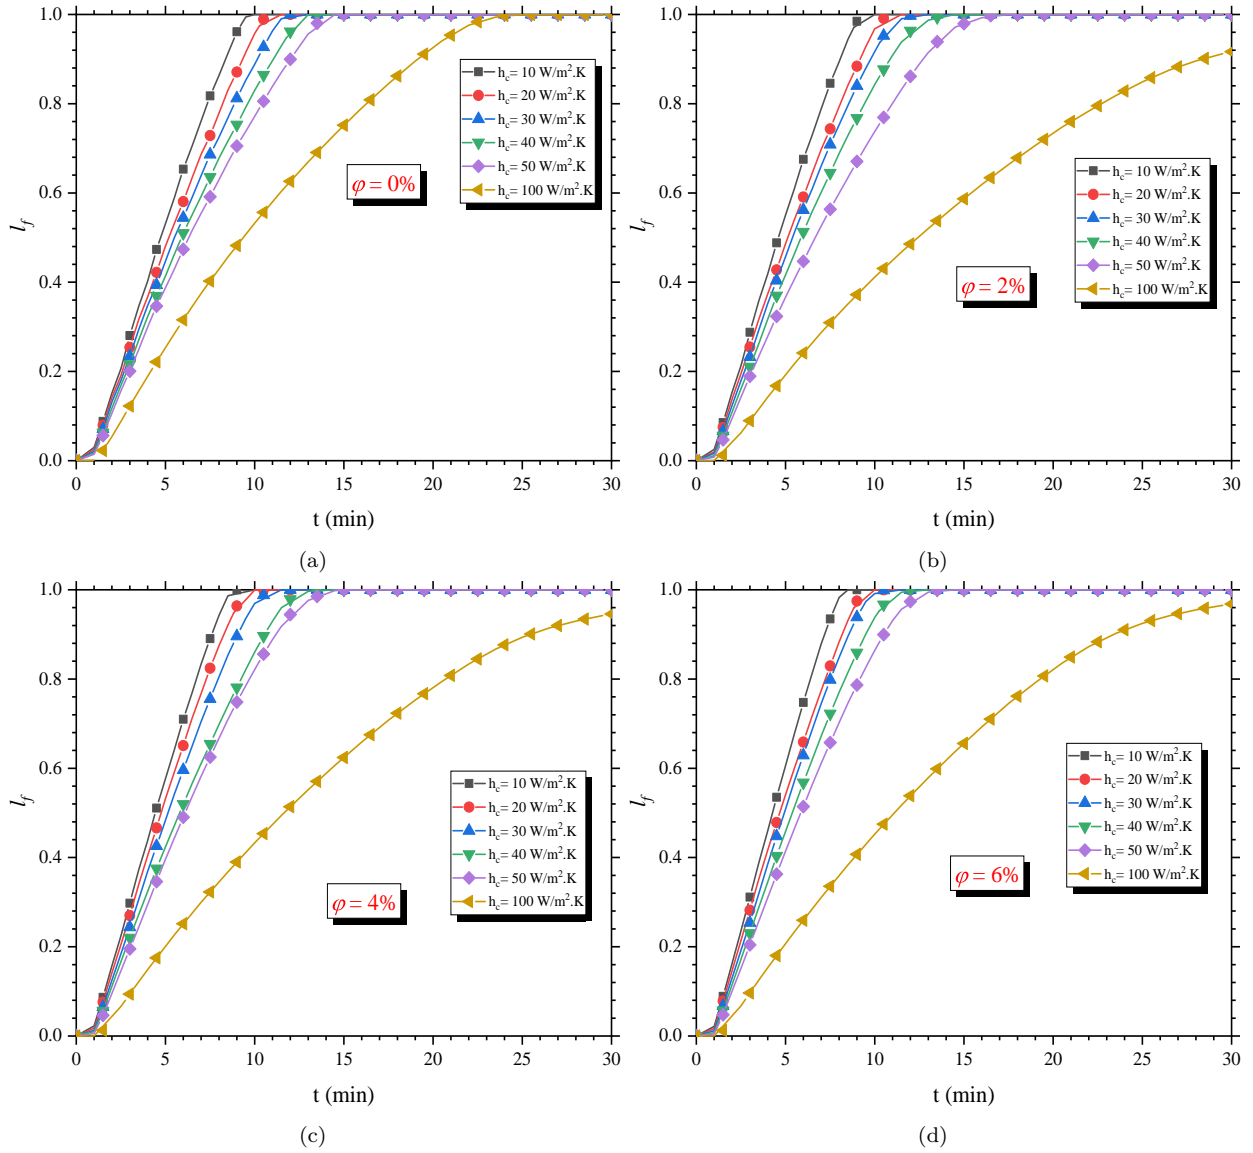 1.0
0.8
0.6
0.4
0.2
0.0
l_f
h_c= 10 W/m².K
h_c= 20 W/m².K
h_c= 30 W/m².K
h_c= 40 W/m².K
h_c= 50 W/m².K
h_c= 100 W/m².K
φ = 0%
0 5 10 15 20 25 30
t (min)
(a)
1.0
0.8
0.6
0.4
0.2
0.0
l_f
h_c= 10 W/m².K
h_c= 20 W/m².K
h_c= 30 W/m².K
h_c= 40 W/m².K
h_c= 50 W/m².K
h_c= 100 W/m².K
φ = 2%
0 5 10 15 20 25 30
t (min)
(b)
1.0
0.8
0.6
0.4
0.2
0.0
l_f
h_c= 10 W/m².K
h_c= 20 W/m².K
h_c= 30 W/m².K
h_c= 40 W/m².K
h_c= 50 W/m².K
h_c= 100 W/m².K
φ = 4%
0 5 10 15 20 25 30
t (min)
(c)
1.0
0.8
0.6
0.4
0.2
0.0
l_f
h_c= 10 W/m².K
h_c= 20 W/m².K
h_c= 30 W/m².K
h_c= 40 W/m².K
h_c= 50 W/m².K
h_c= 100 W/m².K
φ = 6%
0 5 10 15 20 25 30
t (min)
(d)